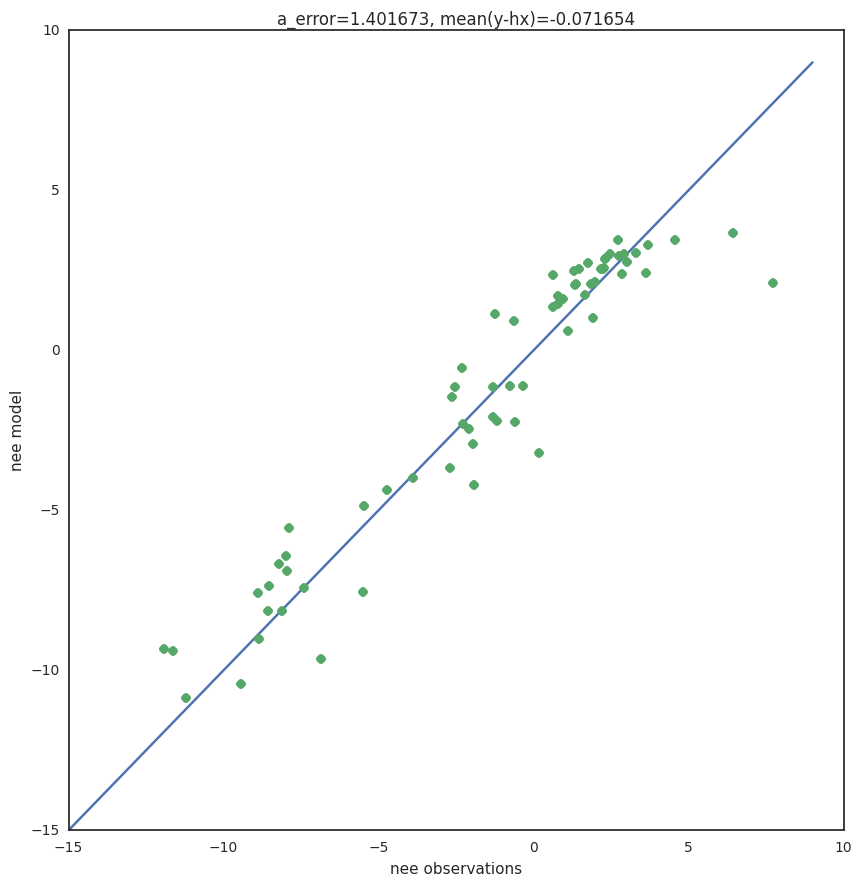 a_error=1.401673, mean(y-hx)=-0.071654
10
5
0
−5
−10
−15
nee model
−15 −10 −5 0 5 10
nee observations